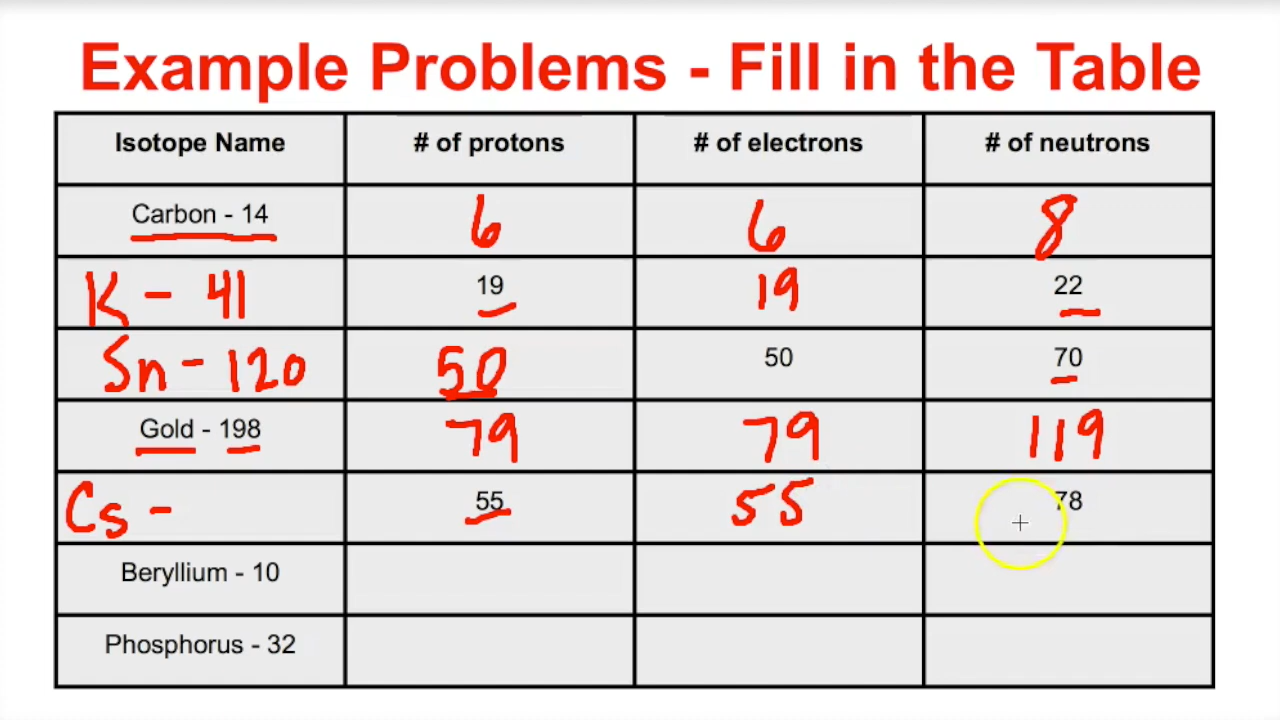 Example Problems - Fill in the Table
Isotope Name # of protons # of electrons # of neutrons
Carbon - 14 6 6 8
K - 41 19 19 22
Sn - 120 50 50 70
Gold - 198 79 79 119
Cs - 55 55 78
Beryllium - 10
Phosphorus - 32